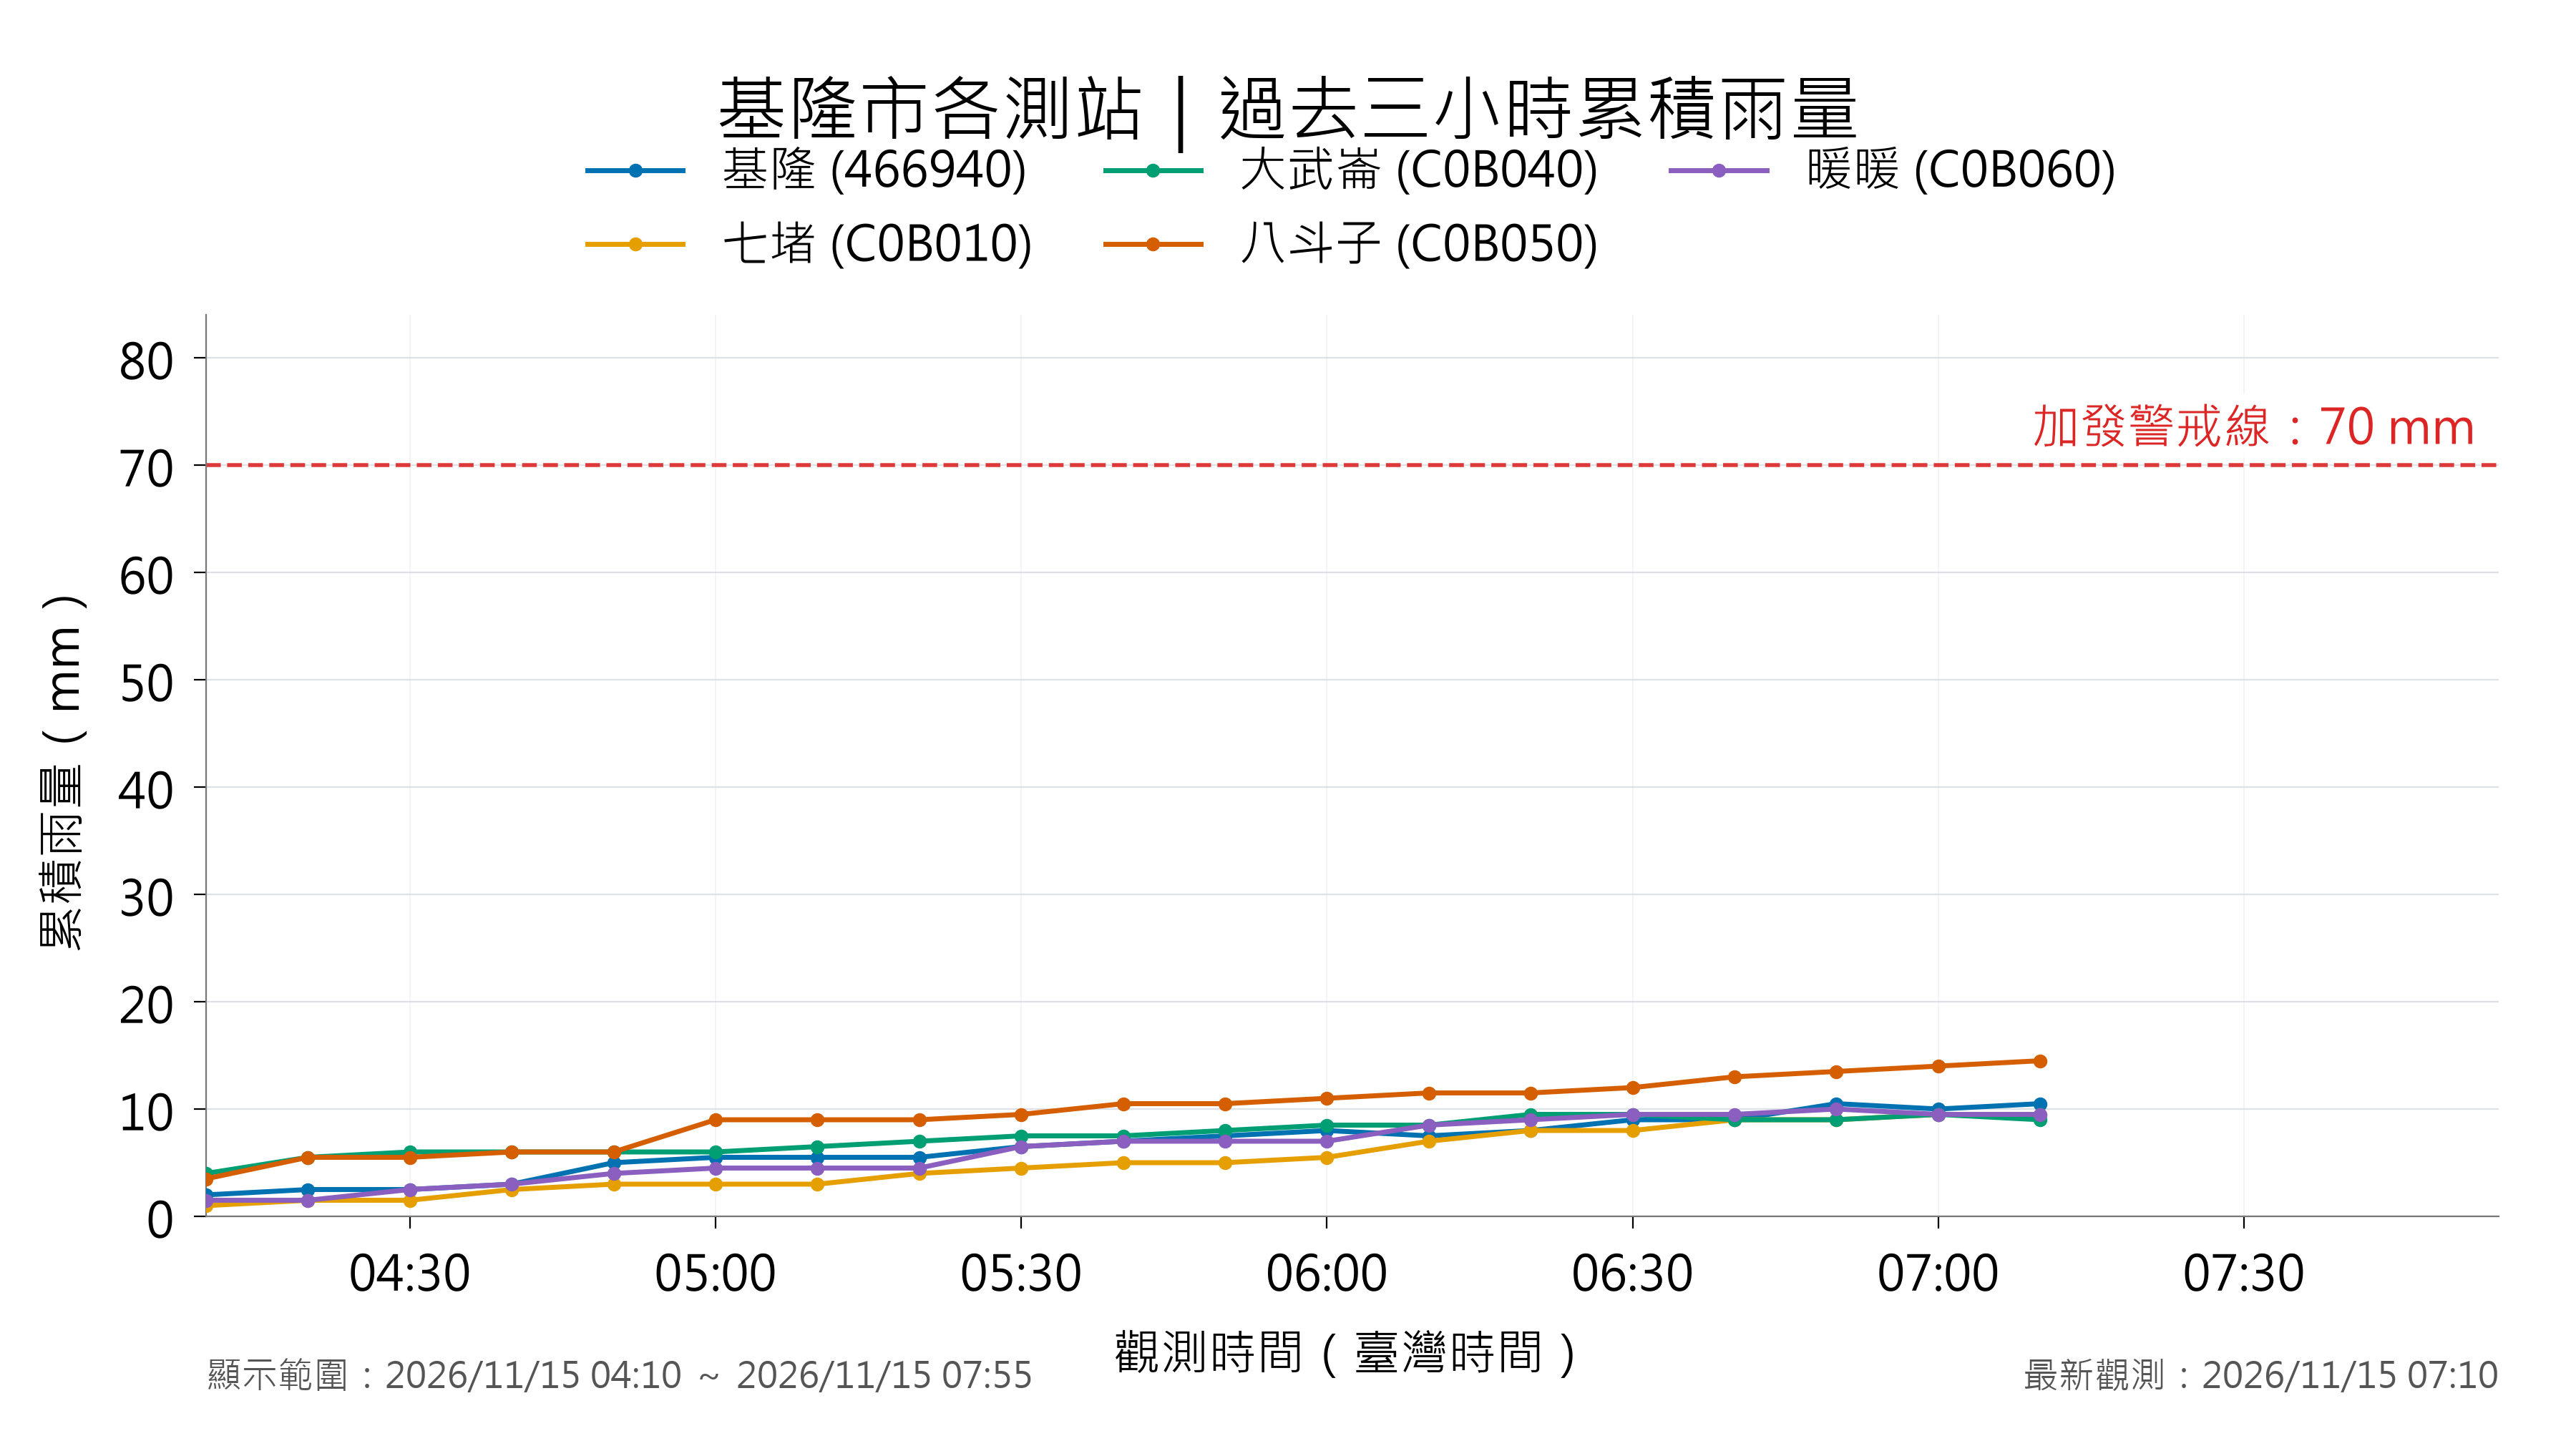 基隆市各測站｜過去三小時累積雨量
基隆 (466940)
大武崙 (C0B040)
暖暖 (C0B060)
七堵 (C0B010)
八斗子 (C0B050)
80
加發警戒線：70 mm
70
60
50
40
30
20
10
0
累積雨量（mm）
04:30 05:00 05:30 06:00 06:30 07:00 07:30
觀測時間（臺灣時間）
顯示範圍：2026/11/15 04:10 ~ 2026/11/15 07:55
最新觀測：2026/11/15 07:10